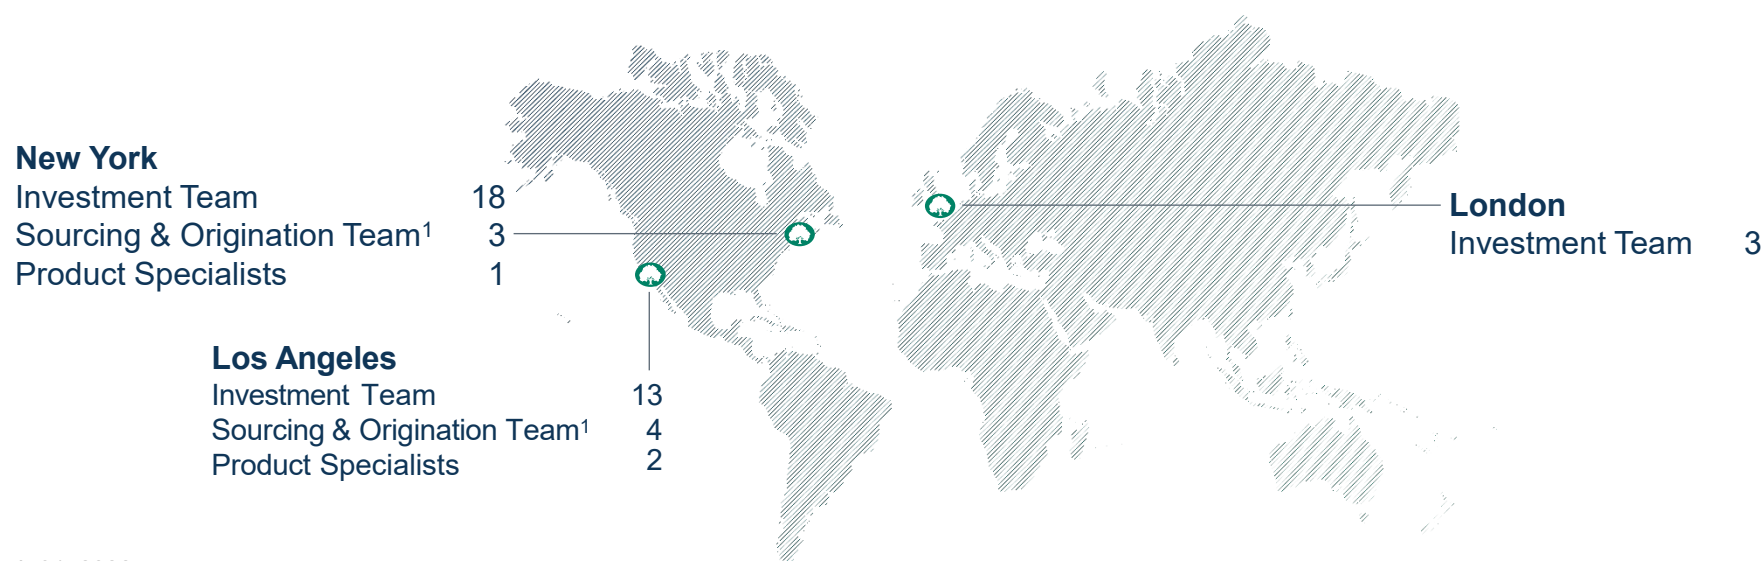 New York
Investment Team 18
Sourcing & Origination Team¹ 3
Product Specialists 1
London
Investment Team 3
Los Angeles
Investment Team 13
Sourcing & Origination Team¹ 4
Product Specialists 2